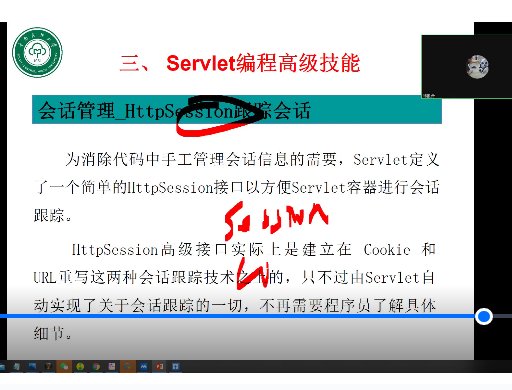 三、 Servlet编程高级技能
会话管理_HttpSession跟踪会话
为消除代码中手工管理会话信息的需要，Servlet定义
了一个简单的HttpSession接口以方便Servlet容器进行会话
跟踪。
Session
HttpSession高级接口实际上是建立在 Cookie 和
URL重写这两种会话跟踪技术之上的，只不过由Servlet自
动实现了关于会话跟踪的一切，不再需要程序员了解具体
细节。